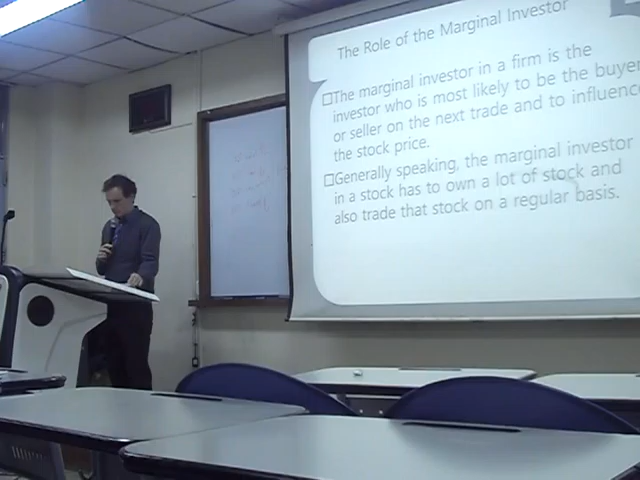 The Role of the Marginal Investor
□The marginal investor in a firm is the
investor who is most likely to be the buyer
or seller on the next trade and to influence
the stock price.
□Generally speaking, the marginal investor
in a stock has to own a lot of stock and
also trade that stock on a regular basis.